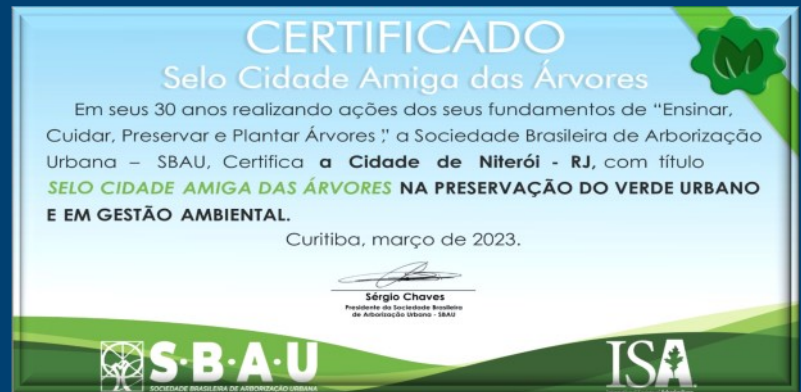 CERTIFICADO
Selo Cidade Amiga das Árvores
Em seus 30 anos realizando ações dos seus fundamentos de “Ensinar,
Cuidar, Preservar e Plantar Árvores ”, a Sociedade Brasileira de Arborização
Urbana – SBAU, Certifica a Cidade de Niterói - RJ, com título
SELO CIDADE AMIGA DAS ÁRVORES NA PRESERVAÇÃO DO VERDE URBANO
E EM GESTÃO AMBIENTAL.
Curitiba, março de 2023.
Sérgio Chaves
Presidente da Sociedade Brasileira
de Arborização Urbana - SBAU
S·B·A·U
SOCIEDADE BRASILEIRA DE ARBORIZAÇÃO URBANA
ISA